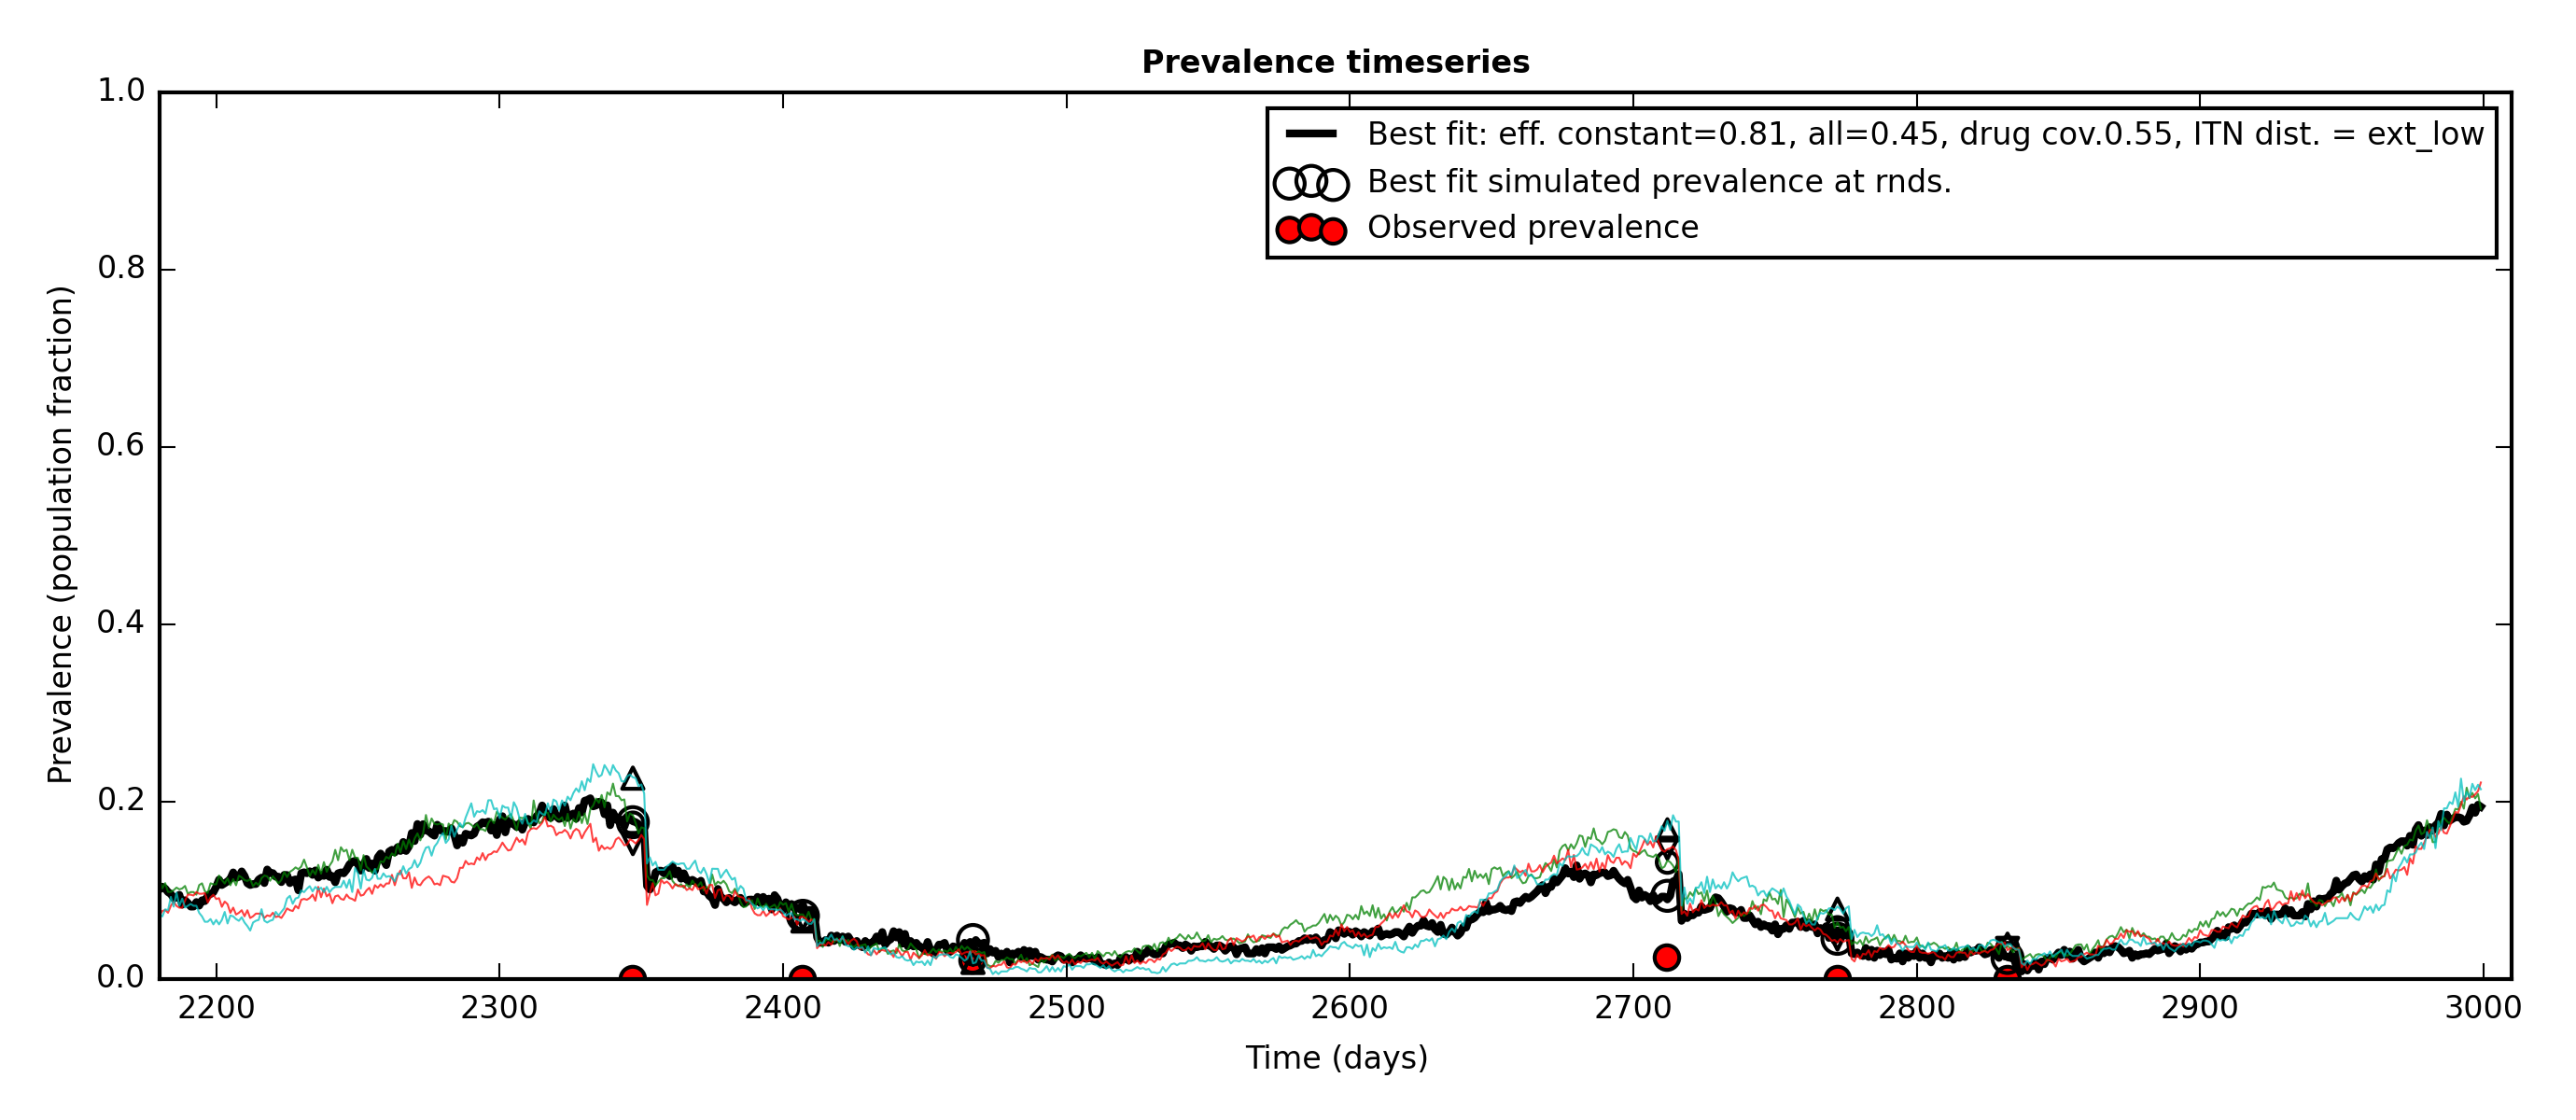 Prevalence timeseries
Best fit: eff. constant=0.81, all=0.45, drug cov.0.55, ITN dist. = ext_low
Best fit simulated prevalence at rnds.
Observed prevalence
Prevalence (population fraction)
1.0
0.8
0.6
0.4
0.2
0.0
2200 2300 2400 2500 2600 2700 2800 2900 3000
Time (days)